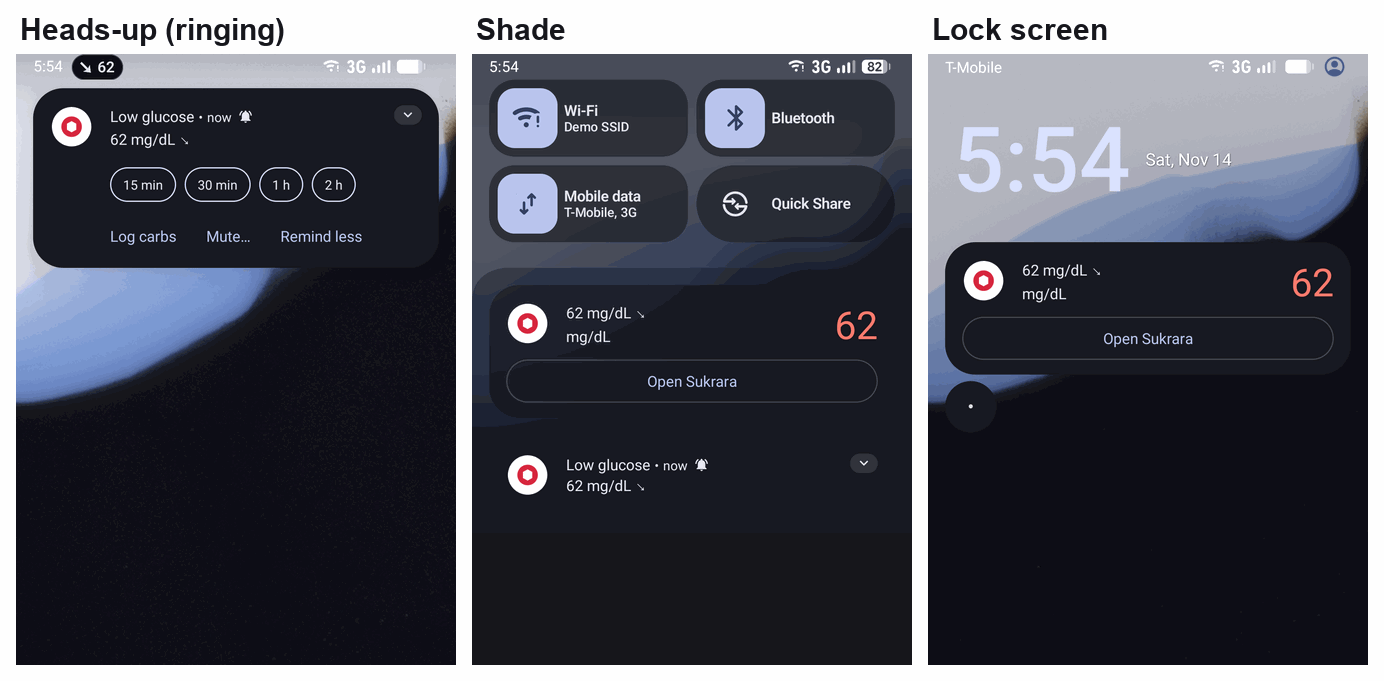 Heads-up (ringing)
5:54 ↘ 62 3G
Low glucose • now
62 mg/dL ↘
15 min 30 min 1 h 2 h
Log carbs Mute... Remind less
Shade
5:54 3G 82
Wi-Fi
Demo SSID
Bluetooth
Mobile data
T-Mobile, 3G
Quick Share
62 mg/dL ↘
mg/dL
62
Open Sukrara
Low glucose • now
62 mg/dL ↘
Lock screen
T-Mobile 3G
5:54 Sat, Nov 14
62 mg/dL ↘
mg/dL
62
Open Sukrara